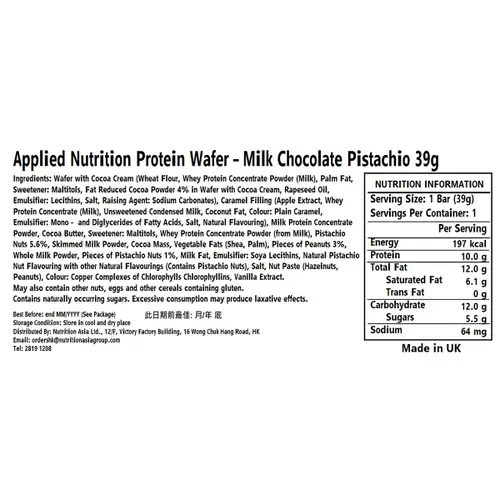 Applied Nutrition Protein Wafer – Milk Chocolate Pistachio 39g
Ingredients: Wafer with Cocoa Cream (Wheat Flour, Whey Protein Concentrate Powder (Milk), Palm Fat,
Sweetener: Maltitols, Fat Reduced Cocoa Powder 4% in Wafer with Cocoa Cream, Rapeseed Oil,
Emulsifier: Lecithins, Salt, Raising Agent: Sodium Carbonates), Caramel Filling (Apple Extract, Whey
Protein Concentrate (Milk), Unsweetened Condensed Milk, Coconut Fat, Colour: Plain Caramel,
Emulsifier: Mono - and Diglycerides of Fatty Acids, Salt, Natural Flavouring), Milk Protein Concentrate
Powder, Cocoa Butter, Sweetener: Maltitols, Whey Protein Concentrate Powder (from Milk), Pistachio
Nuts 5.6%, Skimmed Milk Powder, Cocoa Mass, Vegetable Fats (Shea, Palm), Pieces of Peanuts 3%,
Whole Milk Powder, Pieces of Pistachio Nuts 1%, Milk Fat, Emulsifier: Soya Lecithins, Natural Pistachio
Nut Flavouring with other Natural Flavourings (Contains Pistachio Nuts), Salt, Nut Paste (Hazelnuts,
Peanuts), Colour: Copper Complexes of Chlorophylls Chlorophyllins, Vanilla Extract.
May also contain other nuts, eggs and other cereals containing gluten.
Contains naturally occurring sugars. Excessive consumption may produce laxative effects.
Best Before: end MM/YYYY (See Package) 此日期前最佳: 月/年 底
Storage Condition: Store in cool and dry place
Distributed By: Nutrition Asia Ltd., 12/F, Victory Factory Building, 16 Wong Chuk Hang Road, HK
Email: ordershk@nutritionasiagroup.com
Tel: 2819 1208
NUTRITION INFORMATION
Serving Size: 1 Bar (39g)
Servings Per Container: 1
Per Serving
Energy 197 kcal
Protein 10.0 g
Total Fat 12.0 g
Saturated Fat 6.1 g
Trans Fat 0 g
Carbohydrate 12.0 g
Sugars 5.5 g
Sodium 64 mg
Made in UK